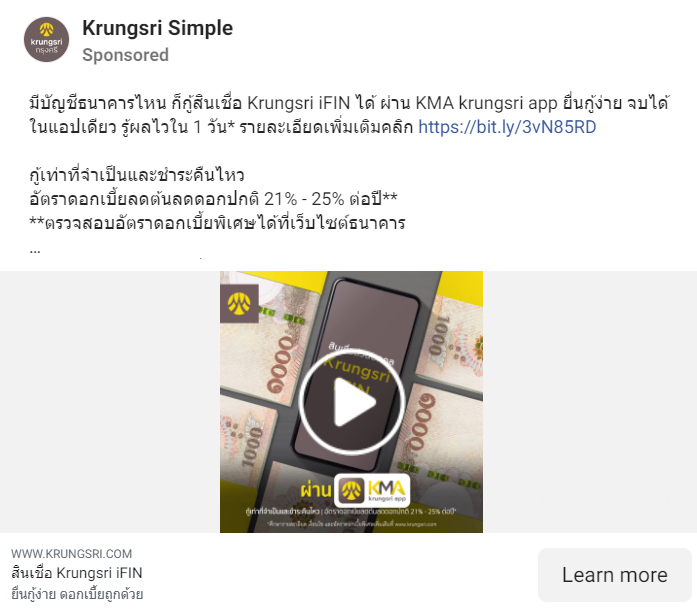 krungsri
กรุงศรี
Krungsri Simple
Sponsored
มีบัญชีธนาคารไหน ก็กู้สินเชื่อ Krungsri iFIN ได้ ผ่าน KMA krungsri app ยื่นกู้ง่าย จบได้
ในแอปเดียว รู้ผลไวใน 1 วัน* รายละเอียดเพิ่มเติมคลิก https://bit.ly/3vN85RD
กู้เท่าที่จำเป็นและชำระคืนไหว
อัตราดอกเบี้ยลดต้นลดดอกปกติ 21% - 25% ต่อปี**
**ตรวจสอบอัตราดอกเบี้ยพิเศษได้ที่เว็บไซต์ธนาคาร
...
1000
๑๐๐๐
Krungsri
1000
๑๐๐๐
ผ่าน KMA
krungsri app
กู้เท่าที่จำเป็นและชำระคืนไหว | อัตราดอกเบี้ยลดต้นลดดอกปกติ 21% - 25% ต่อปี*
WWW.KRUNGSRI.COM
สินเชื่อ Krungsri iFIN
ยื่นกู้ง่าย ดอกเบี้ยถูกด้วย
Learn more